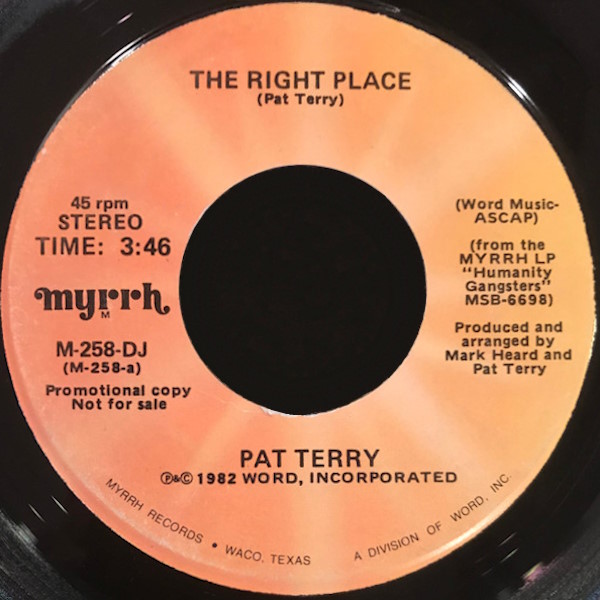 THE RIGHT PLACE
(Pat Terry)
45 rpm
STEREO
TIME: 3:46
myrrh
M
M-258-DJ
(M-258-a)
Promotional copy
Not for sale
(Word Music-
ASCAP)
(from the
MYRRH LP
"Humanity
Gangsters"
MSB-6698)
Produced and
arranged by
Mark Heard and
Pat Terry
PAT TERRY
℗&© 1982 WORD, INCORPORATED
MYRRH RECORDS • WACO, TEXAS A DIVISION OF WORD, INC.